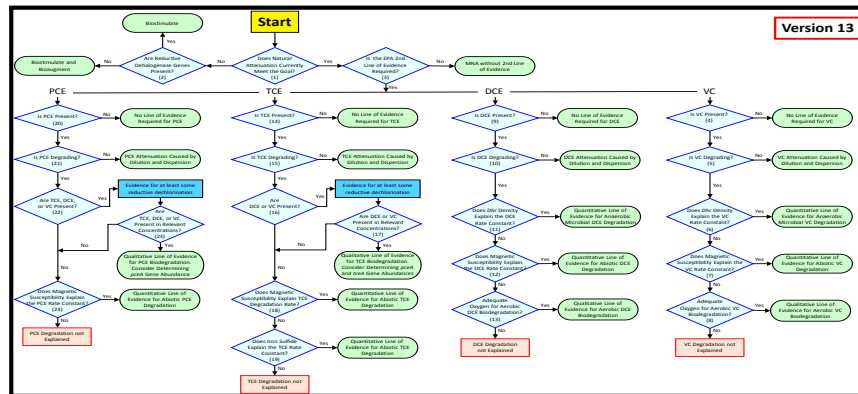 Start
Version 13
Biostimulate
Yes
Biostimulate and
Bioaugment
No
Are Reductive
Dehalogenase Genes
Present?
(2)
No
Does Natural
Attenuation Currently
Meet the Goal?
(1)
Yes
Is the EPA 2nd
Line of Evidence
Required?
(3)
No
MNA without 2nd Line
of Evidence
Yes
PCE
TCE
DCE
VC
Is PCE Present?
(20)
No
No Line of Evidence
Required for PCE
Yes
Is PCE Degrading?
(21)
No
PCE Attenuation Caused by
Dilution and Dispersion
Yes
Evidence for at least some
reductive dechlorination
Are TCE, DCE,
or VC Present?
(22)
Yes
No
Are
TCE, DCE, or VC
Present in Relevant
Concentrations?
(23)
No
Yes
Qualitative Line of Evidence
for PCE Biodegradation.
Consider Determining
pceA Gene Abundance
Does Magnetic
Susceptibility Explain
the PCE Rate Constant?
(24)
Yes
Quantitative Line of
Evidence for Abiotic PCE
Degradation
No
PCE Degradation not
Explained
Is TCE Present?
(14)
No
No Line of Evidence
Required for TCE
Yes
Is TCE Degrading?
(15)
No
TCE Attenuation Caused by
Dilution and Dispersion
Yes
Evidence for at least some
reductive dechlorination
Are
DCE or VC Present?
(16)
Yes
No
Are DCE or VC
Present in Relevant
Concentrations?
(17)
No
Yes
Qualitative Line of Evidence
for TCE Biodegradation.
Consider Determining pceA
and tceA Gene Abundances
Does Magnetic
Susceptibility Explain TCE
Degradation Rate?
(18)
Yes
Quantitative Line of
Evidence for Abiotic TCE
Degradation
No
Does Iron Sulfide
Explain the TCE Rate
Constant?
(19)
Yes
Quantitative Line of
Evidence for Abiotic TCE
Degradation
No
TCE Degradation not
Explained
Is DCE Present?
(9)
No
No Line of Evidence
Required for DCE
Yes
Is DCE Degrading?
(10)
No
DCE Attenuation Caused by
Dilution and Dispersion
Yes
Does Dhc Density
Explain the DCE
Rate Constant?
(11)
Yes
Quantitative Line of
Evidence for Anaerobic
Microbial DCE Degradation
No
Does Magnetic
Susceptibility Explain
the DCE Rate Constant?
(12)
Yes
Quantitative Line of
Evidence for Abiotic DCE
Degradation
No
Adequate
Oxygen for Aerobic
DCE Biodegradation?
(13)
Yes
Qualitative Line of
Evidence for Aerobic DCE
Biodegradation
No
DCE Degradation
not Explained
Is VC Present?
(4)
No
No Line of Evidence
Required for VC
Yes
Is VC Degrading?
(5)
No
VC Attenuation Caused by
Dilution and Dispersion
Yes
Does Dhc Density
Explain the VC
Rate Constant?
(6)
Yes
Quantitative Line of
Evidence for Anaerobic
Microbial VC Degradation
No
Does Magnetic
Susceptibility Explain the
VC Rate Constant?
(7)
Yes
Quantitative Line of
Evidence for Abiotic VC
Degradation
No
Adequate
Oxygen for Aerobic VC
Biodegradation?
(8)
Yes
Qualitative Line of
Evidence for Aerobic VC
Biodegradation
No
VC Degradation not
Explained